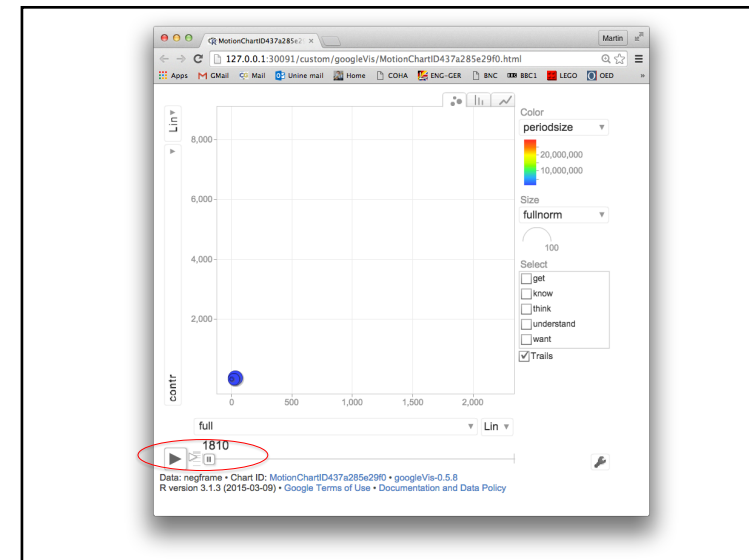 MotionChartID437a285e2
Martin
127.0.0.1:30091/custom/googleVis/MotionChartID437a285e29f0.html
Apps GMail Mail Unine mail Home COHA ENG-GER BNC BBC1 LEGO OED »
Lin
Color
periodsize
8,000
20,000,000
10,000,000
6,000
Size
fullnorm
100
4,000
Select
get
know
think
understand
want
2,000
Trails
contr
0 500 1,000 1,500 2,000
full Lin
1810
Data: negframe • Chart ID: MotionChartID437a285e29f0 • googleVis-0.5.8
R version 3.1.3 (2015-03-09) • Google Terms of Use • Documentation and Data Policy